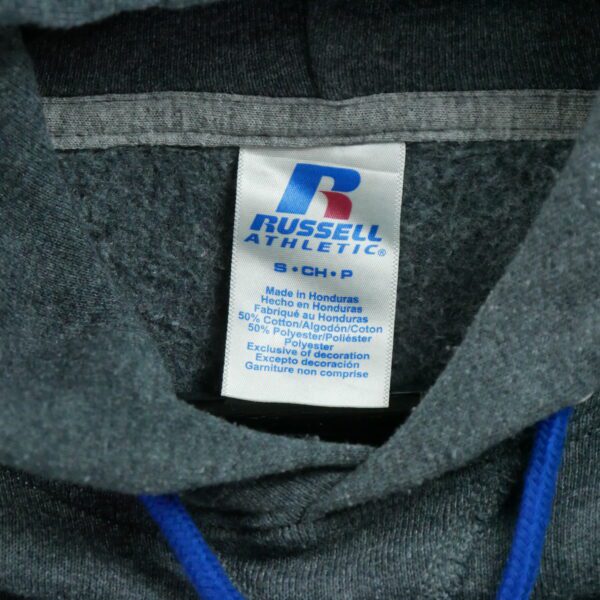 R
RUSSELL
ATHLETIC®
S • CH • P
Made in Honduras
Hecho en Honduras
Fabriqué au Honduras
50% Cotton/Algodón/Coton
50% Polyester/Poliéster
Polyester
Exclusive of decoration
Excepto decoración
Garniture non comprise